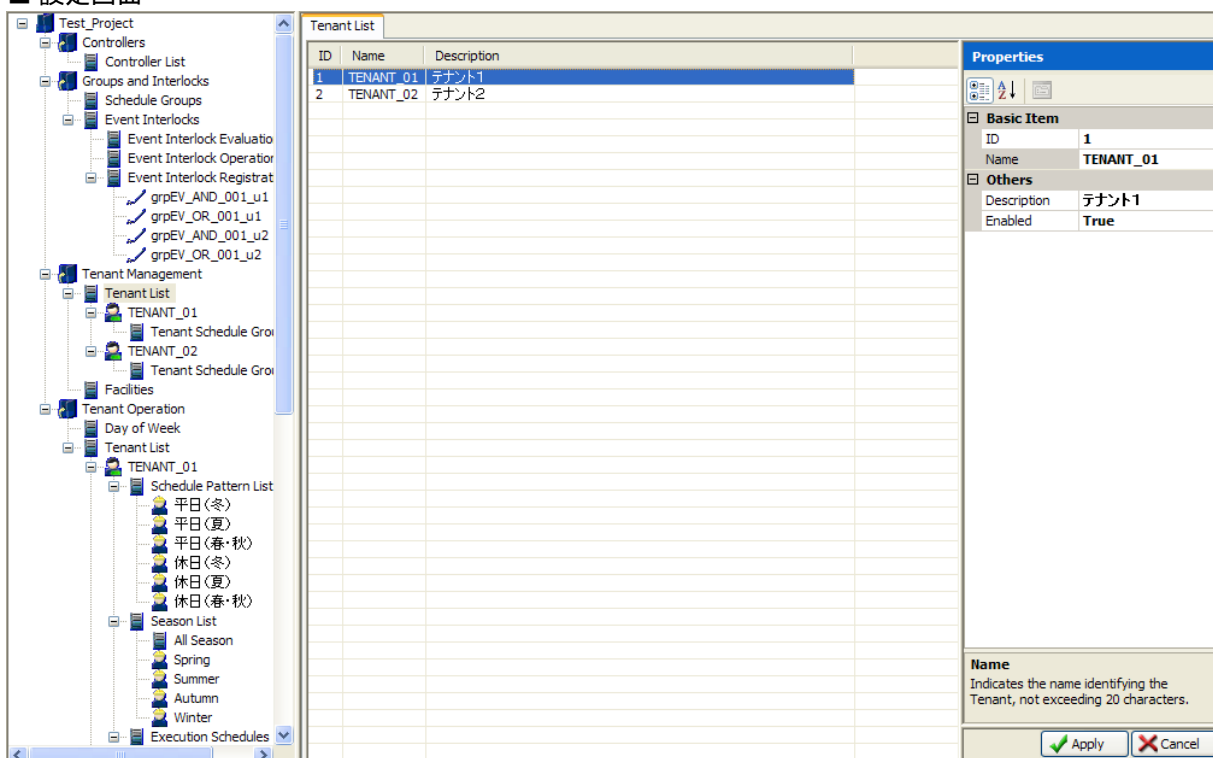 ■ 設定画面
Test_Project
Controllers
Controller List
Groups and Interlocks
Schedule Groups
Event Interlocks
Event Interlock Evaluatio
Event Interlock Operation
Event Interlock Registrat
grpEV_AND_001_u1
grpEV_OR_001_u1
grpEV_AND_001_u2
grpEV_OR_001_u2
Tenant Management
Tenant List
TENANT_01
Tenant Schedule Grou
TENANT_02
Tenant Schedule Grou
Facilities
Tenant Operation
Day of Week
Tenant List
TENANT_01
Schedule Pattern List
平日(冬)
平日(夏)
平日(春・秋)
休日(冬)
休日(夏)
休日(春・秋)
Season List
All Season
Spring
Summer
Autumn
Winter
Execution Schedules
Tenant List
ID Name Description
1 TENANT_01 テナント1
2 TENANT_02 テナント2
Properties
Basic Item
ID 1
Name TENANT_01
Others
Description テナント1
Enabled True
Name
Indicates the name identifying the
Tenant, not exceeding 20 characters.
Apply Cancel